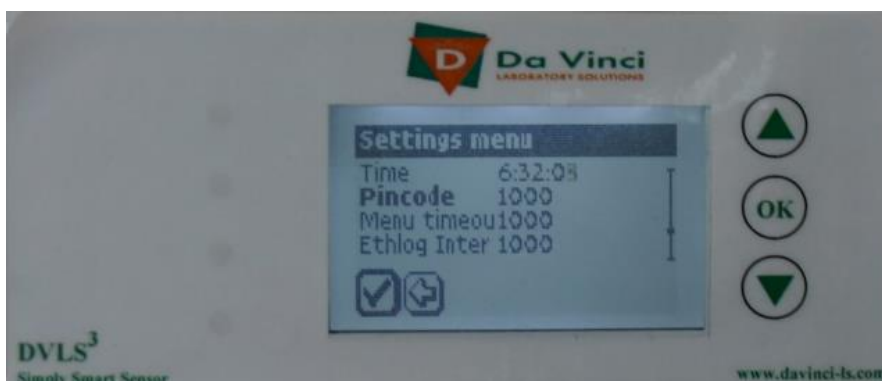 D
Da Vinci
LABORATORY SOLUTIONS
Settings menu
Time 6:32:03
Pincode 1000
Menu timeou1000
Ethlog Inter 1000
OK
DVLS3
Simply Smart Sensor
www.davinci-ls.com